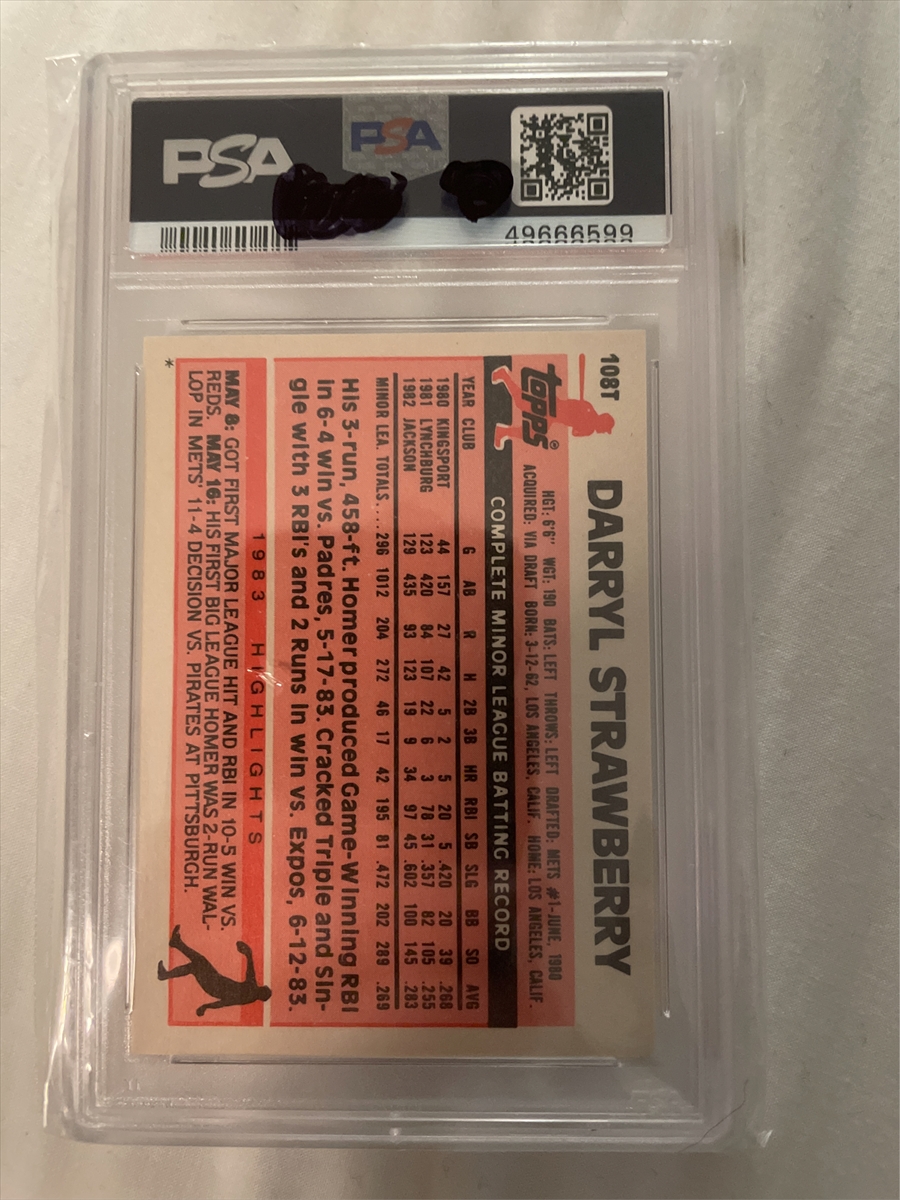 PSA
PSA
49666599
108T
DARRYL STRAWBERRY
TOPPS®
HGT: 6'6" WGT: 190 BATS: LEFT THROWS: LEFT DRAFTED: METS #1-JUNE, 1980
ACQUIRED: VIA DRAFT BORN: 3-12-62, LOS ANGELES, CALIF. HOME: LOS ANGELES, CALIF.
COMPLETE MINOR LEAGUE BATTING RECORD
YEAR CLUB G AB R H 2B 3B HR RBI SB SLG BB SO AVG
1980 KINGSPORT 44 157 27 42 5 2 5 20 5 .420 20 39 .268
1981 LYNCHBURG 123 420 84 107 22 6 3 78 31 .357 82 105 .255
1982 JACKSON 129 435 93 123 19 9 34 97 45 .602 100 145 .283
MINOR LEA. TOTALS.... 296 1012 204 272 46 17 42 195 81 .472 202 289 .269
His 3-run, 458-ft. Homer produced Game-Winning RBI
in 6-4 win vs. Padres, 5-17-83. Cracked Triple and Sin-
gle with 3 RBI's and 2 Runs in win vs. Expos, 6-12-83.
1983 HIGHLIGHTS
MAY 8: GOT FIRST MAJOR LEAGUE HIT AND RBI IN 10-5 WIN VS.
REDS. MAY 16: HIS FIRST BIG LEAGUE HOMER WAS 2-RUN WAL-
LOP IN METS' 11-4 DECISION VS. PIRATES AT PITTSBURGH.
*